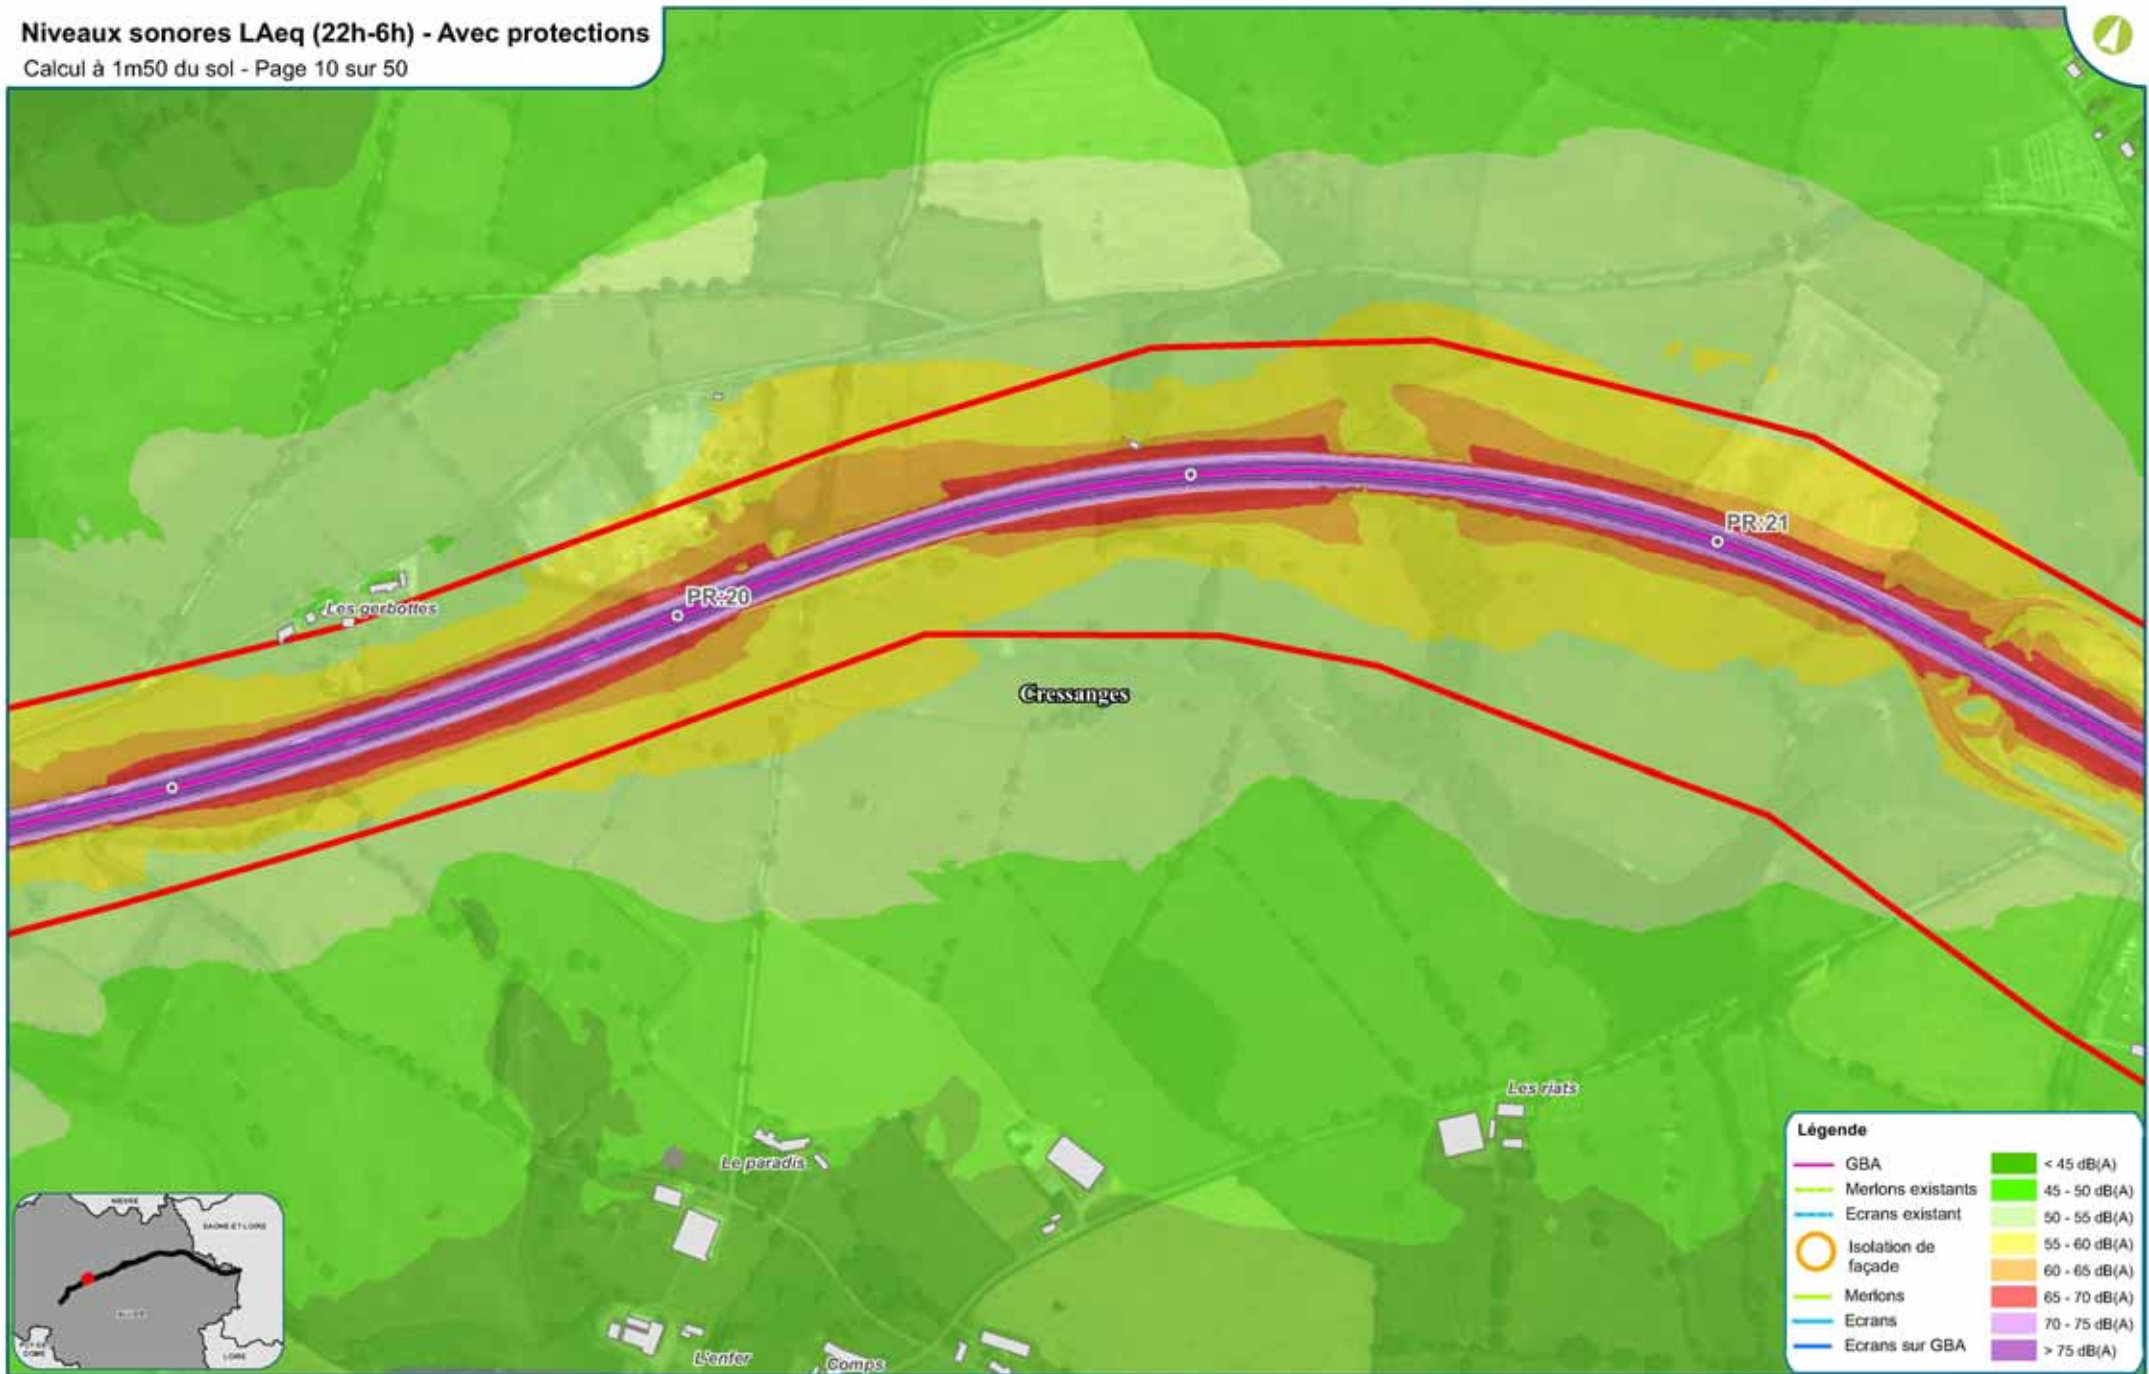 Niveaux sonores LAeq (22h-6h) - Avec protections
Calcul à 1m50 du sol - Page 10 sur 50
PR:21
PR:20
Les gerbottes
Cressanges
Les riats
Le paradis
L'enfer
Comps
NIEVRE
SAONE-ET-LOIRE
ALLIER
PUY-DE-
DOME
LOIRE
Légende
GBA
Merlons existants
Ecrans existant
Isolation de
façade
Merlons
Ecrans
Ecrans sur GBA
< 45 dB(A)
45 - 50 dB(A)
50 - 55 dB(A)
55 - 60 dB(A)
60 - 65 dB(A)
65 - 70 dB(A)
70 - 75 dB(A)
> 75 dB(A)